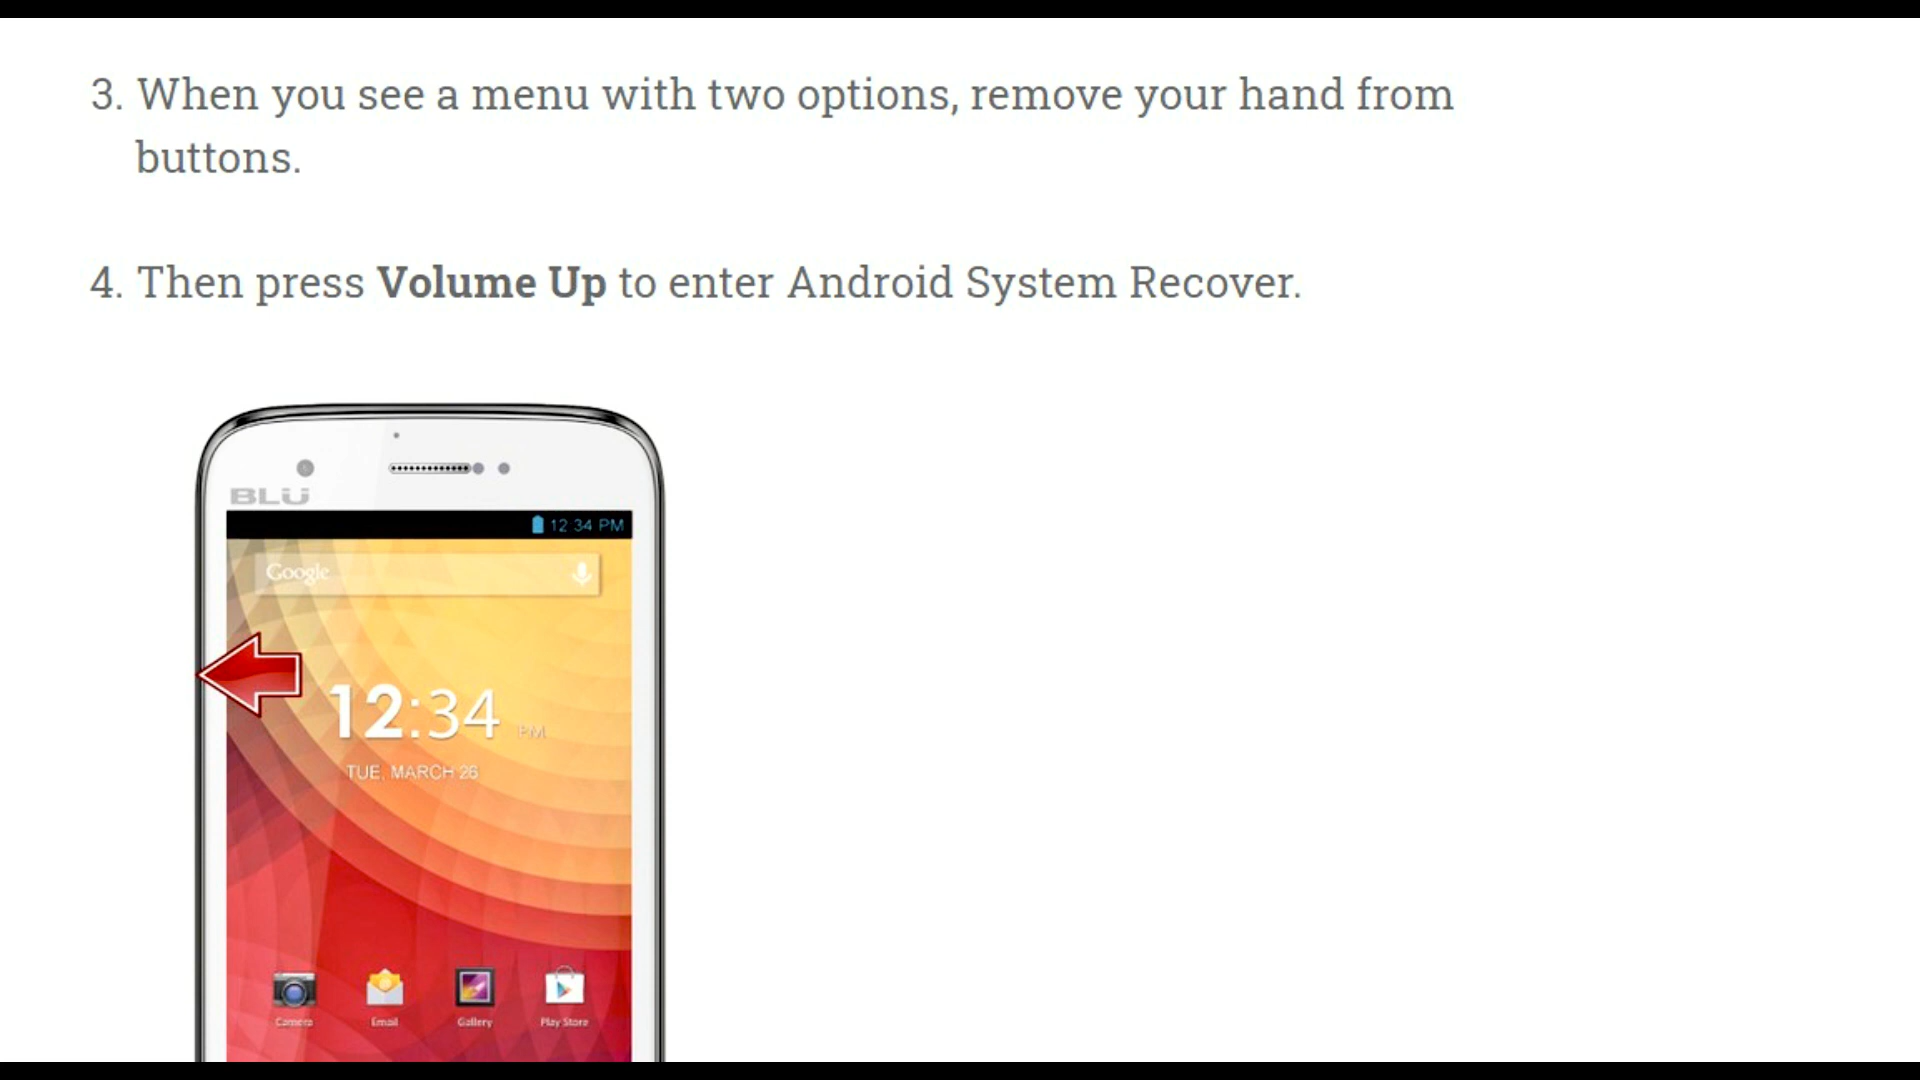 3. When you see a menu with two options, remove your hand from
buttons.
4. Then press Volume Up to enter Android System Recover.
BLU
12 34 PM
Google
12:34 PM
TUE, MARCH 26
Camera Email Gallery Play Store